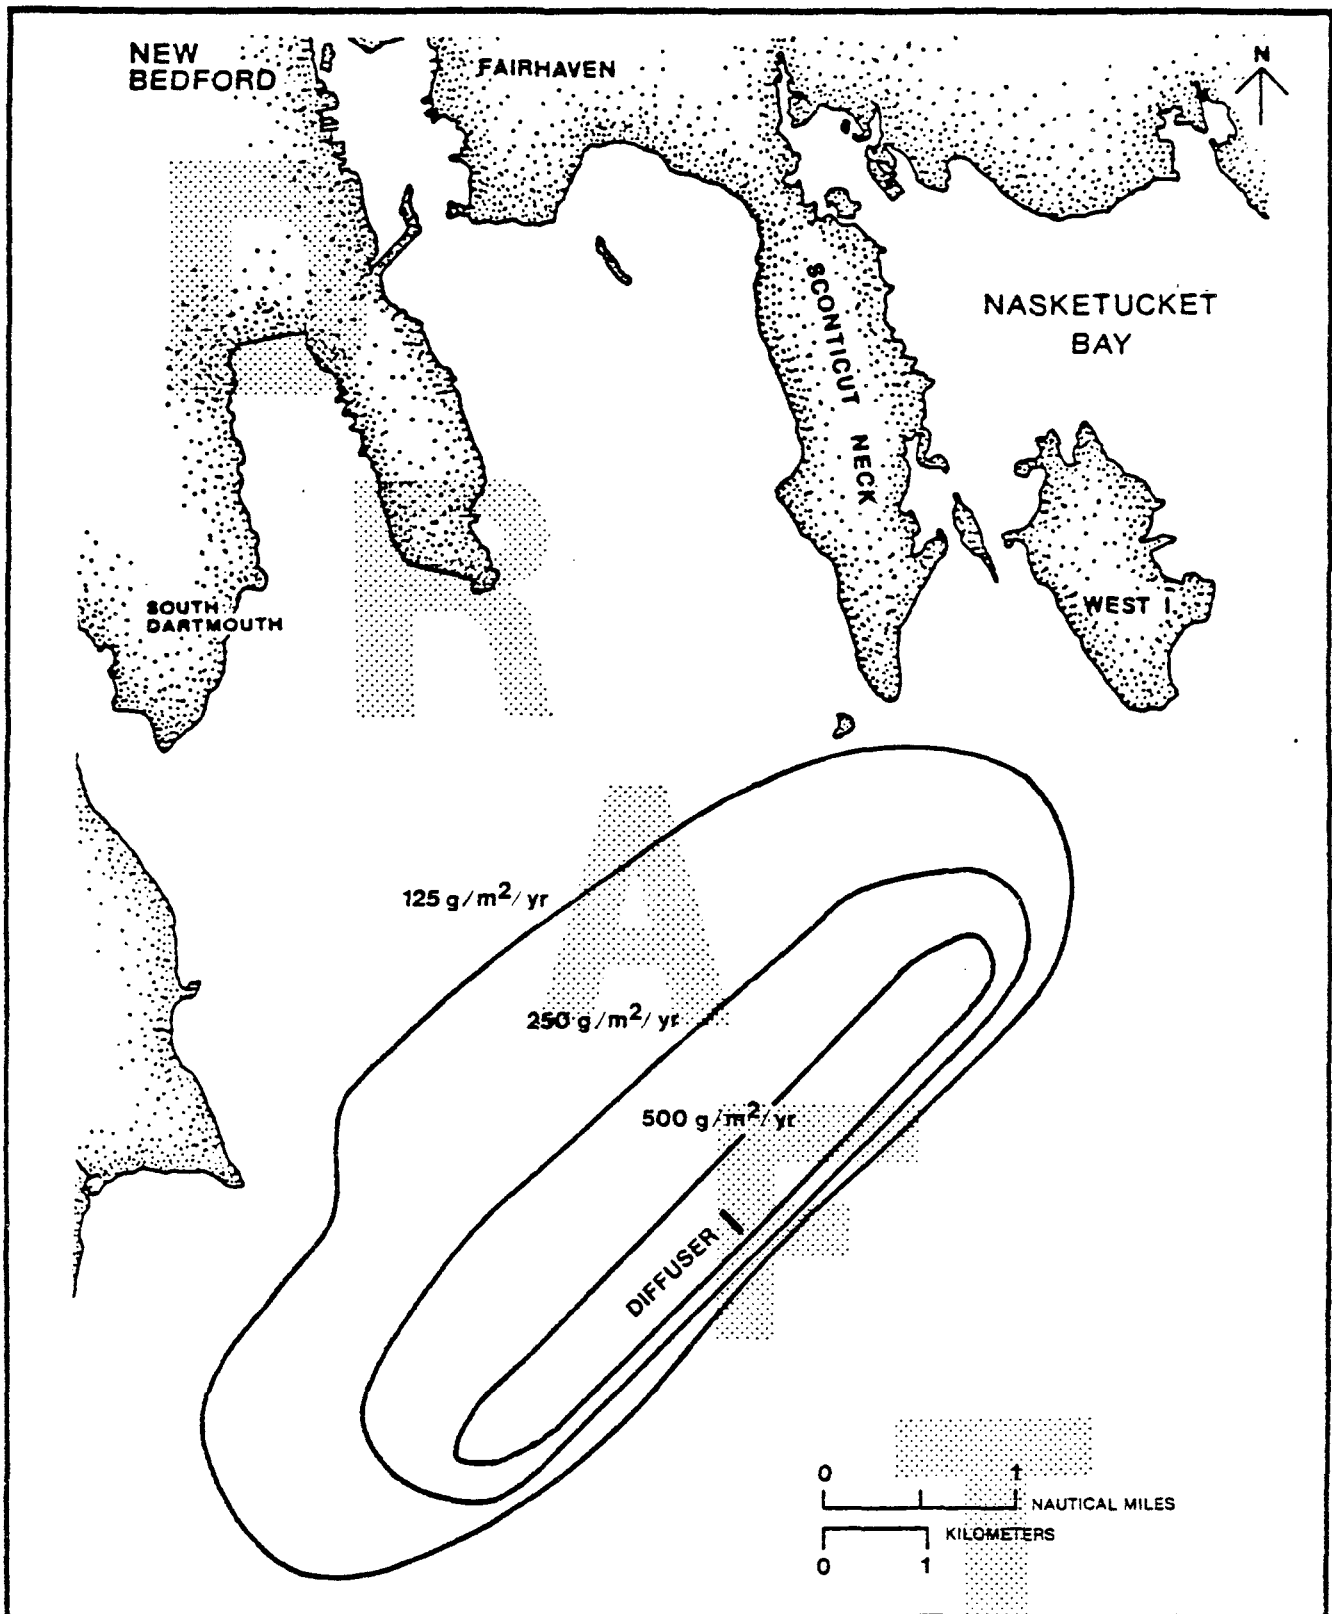 NEW
BEDFORD
FAIRHAVEN
N
SCONTICUT NECK
NASKETUCKET
BAY
SOUTH
DARTMOUTH
WEST I.
125 g/m²/yr
250 g/m²/yr
500 g/m²/yr
DIFFUSER
0 1
NAUTICAL MILES
KILOMETERS
0 1
DRAFT